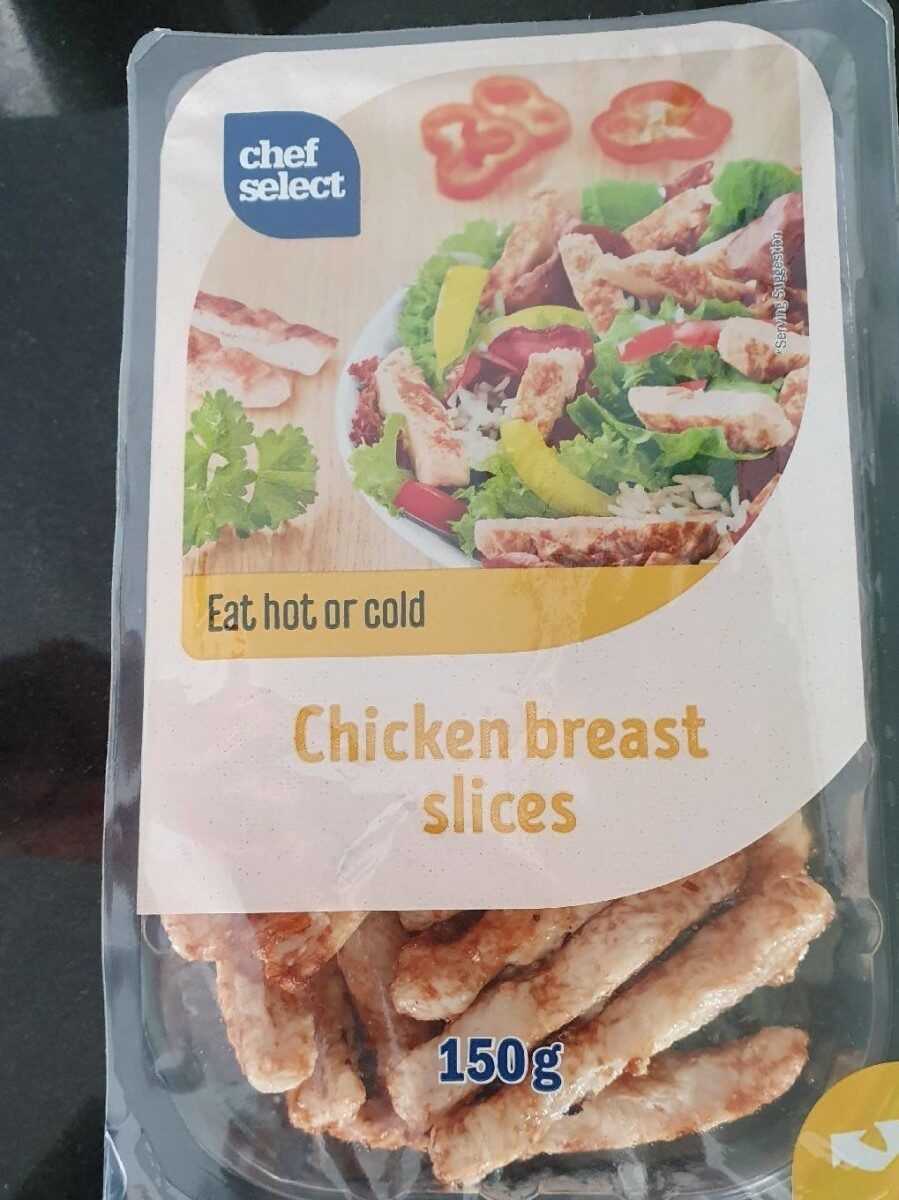 chef
select
*Serving Suggestion
Eat hot or cold
Chicken breast
slices
150g